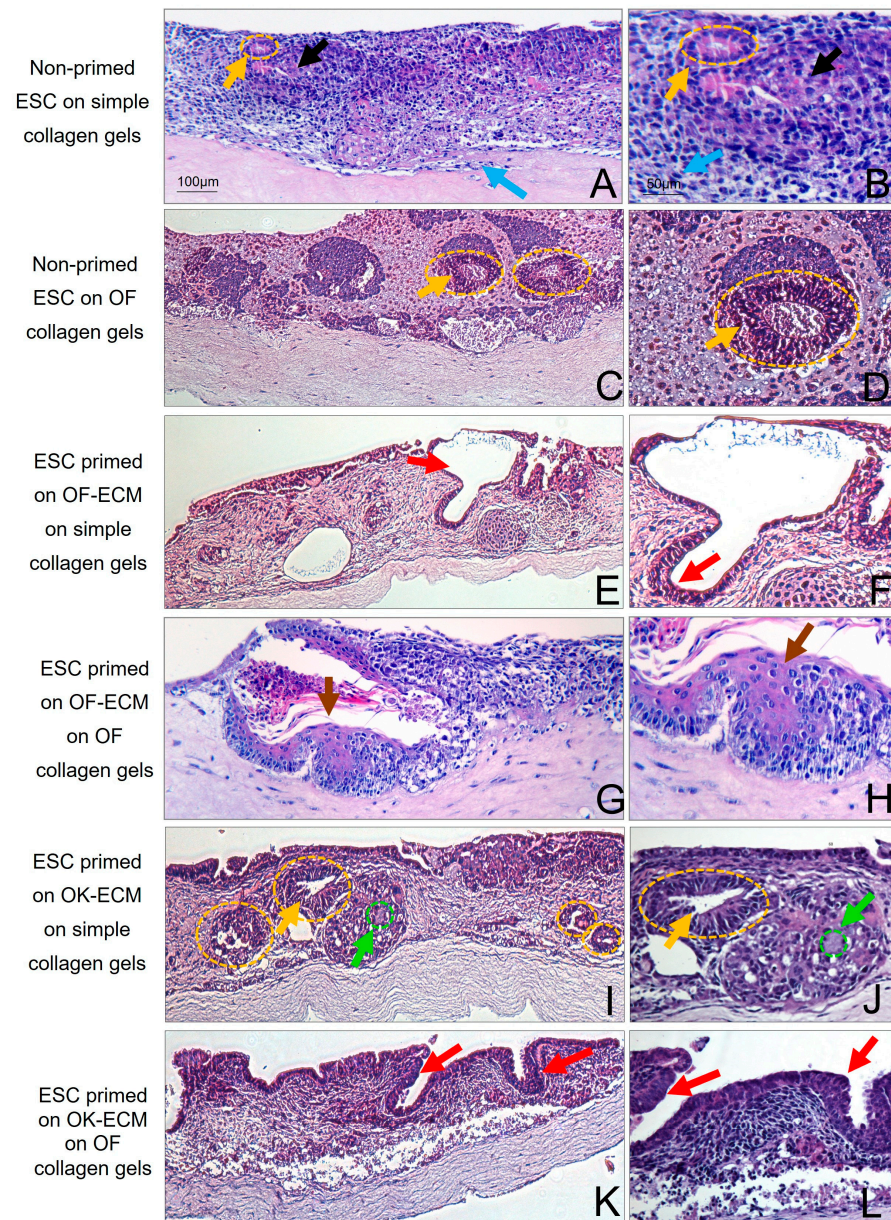 Non-primed
ESC on simple
collagen gels
100µm
A
50µm
B
Non-primed
ESC on OF
collagen gels
C
D
ESC primed
on OF-ECM
on simple
collagen gels
E
F
ESC primed
on OF-ECM
on OF
collagen gels
G
H
ESC primed
on OK-ECM
on simple
collagen gels
I
J
ESC primed
on OK-ECM
on OF
collagen gels
K
L